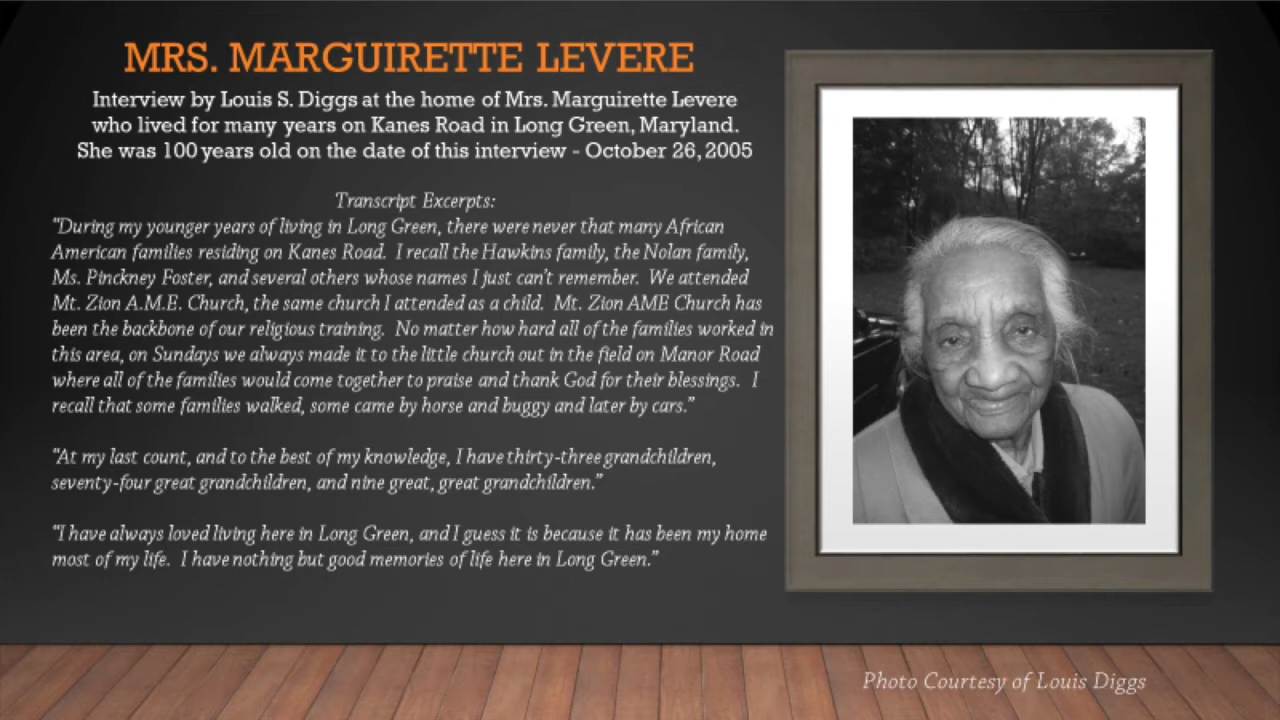 MRS. MARGUIRETTE LEVERE
Interview by Louis S. Diggs at the home of Mrs. Marguirette Levere
who lived for many years on Kanes Road in Long Green, Maryland.
She was 100 years old on the date of this interview - October 26, 2005
Transcript Excerpts:
"During my younger years of living in Long Green, there were never that many African
American families residing on Kanes Road. I recall the Hawkins family, the Nolan family,
Ms. Pinckney Foster, and several others whose names I just can't remember. We attended
Mt. Zion A.M.E. Church, the same church I attended as a child. Mt. Zion AME Church has
been the backbone of our religious training. No matter how hard all of the families worked in
this area, on Sundays we always made it to the little church out in the field on Manor Road
where all of the families would come together to praise and thank God for their blessings. I
recall that some families walked, some came by horse and buggy and later by cars."
"At my last count, and to the best of my knowledge, I have thirty-three grandchildren,
seventy-four great grandchildren, and nine great, great grandchildren."
"I have always loved living here in Long Green, and I guess it is because it has been my home
most of my life. I have nothing but good memories of life here in Long Green."
Photo Courtesy of Louis Diggs